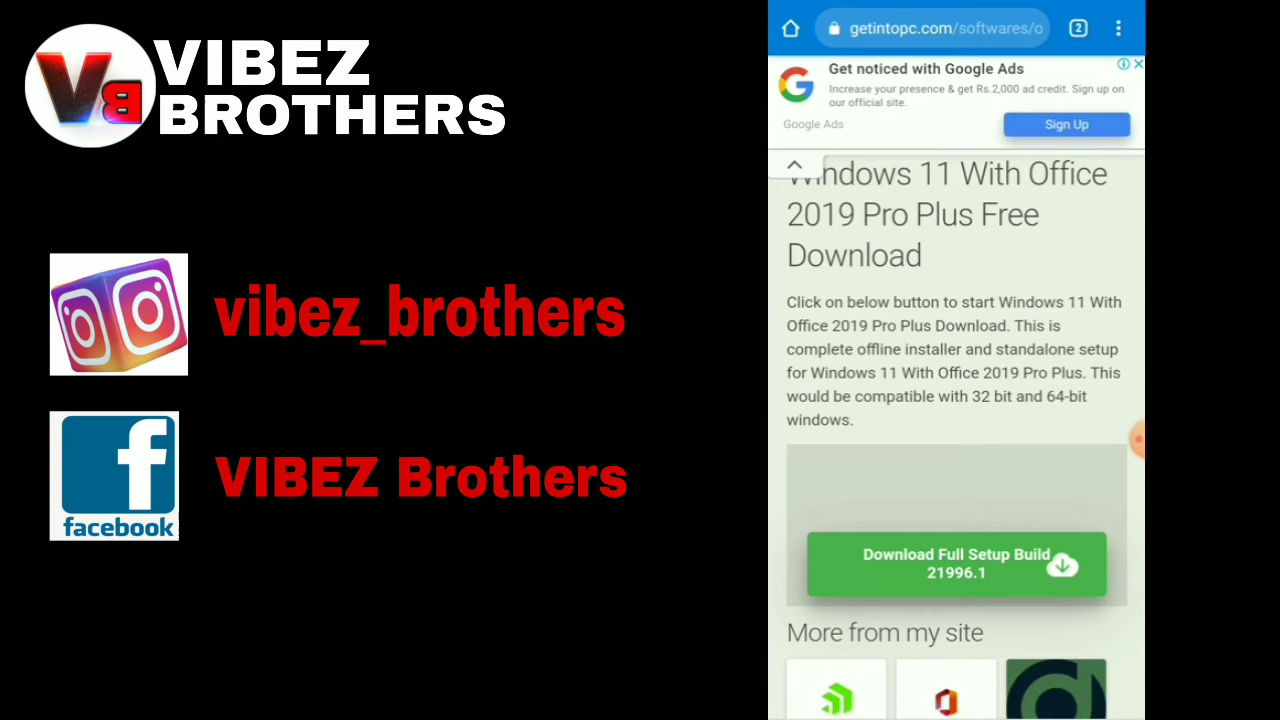 VIBEZ
BROTHERS
vibez_brothers
facebook
VIBEZ Brothers
getintopc.com/softwares/o
2
Get noticed with Google Ads
Increase your presence & get Rs.2,000 ad credit. Sign up on
our official site.
Google Ads
Sign Up
Windows 11 With Office
2019 Pro Plus Free
Download
Click on below button to start Windows 11 With
Office 2019 Pro Plus Download. This is
complete offline installer and standalone setup
for Windows 11 With Office 2019 Pro Plus. This
would be compatible with 32 bit and 64-bit
windows.
Download Full Setup Build
21996.1
More from my site